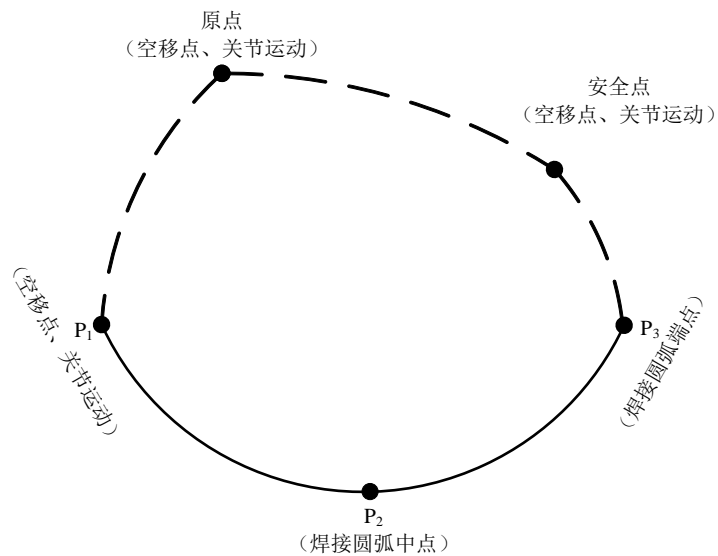 原点
（空移点、关节运动）
安全点
（空移点、关节运动）
P₁
（空移点、关节运动）
P₃
（焊接圆弧端点）
P₂
（焊接圆弧中点）